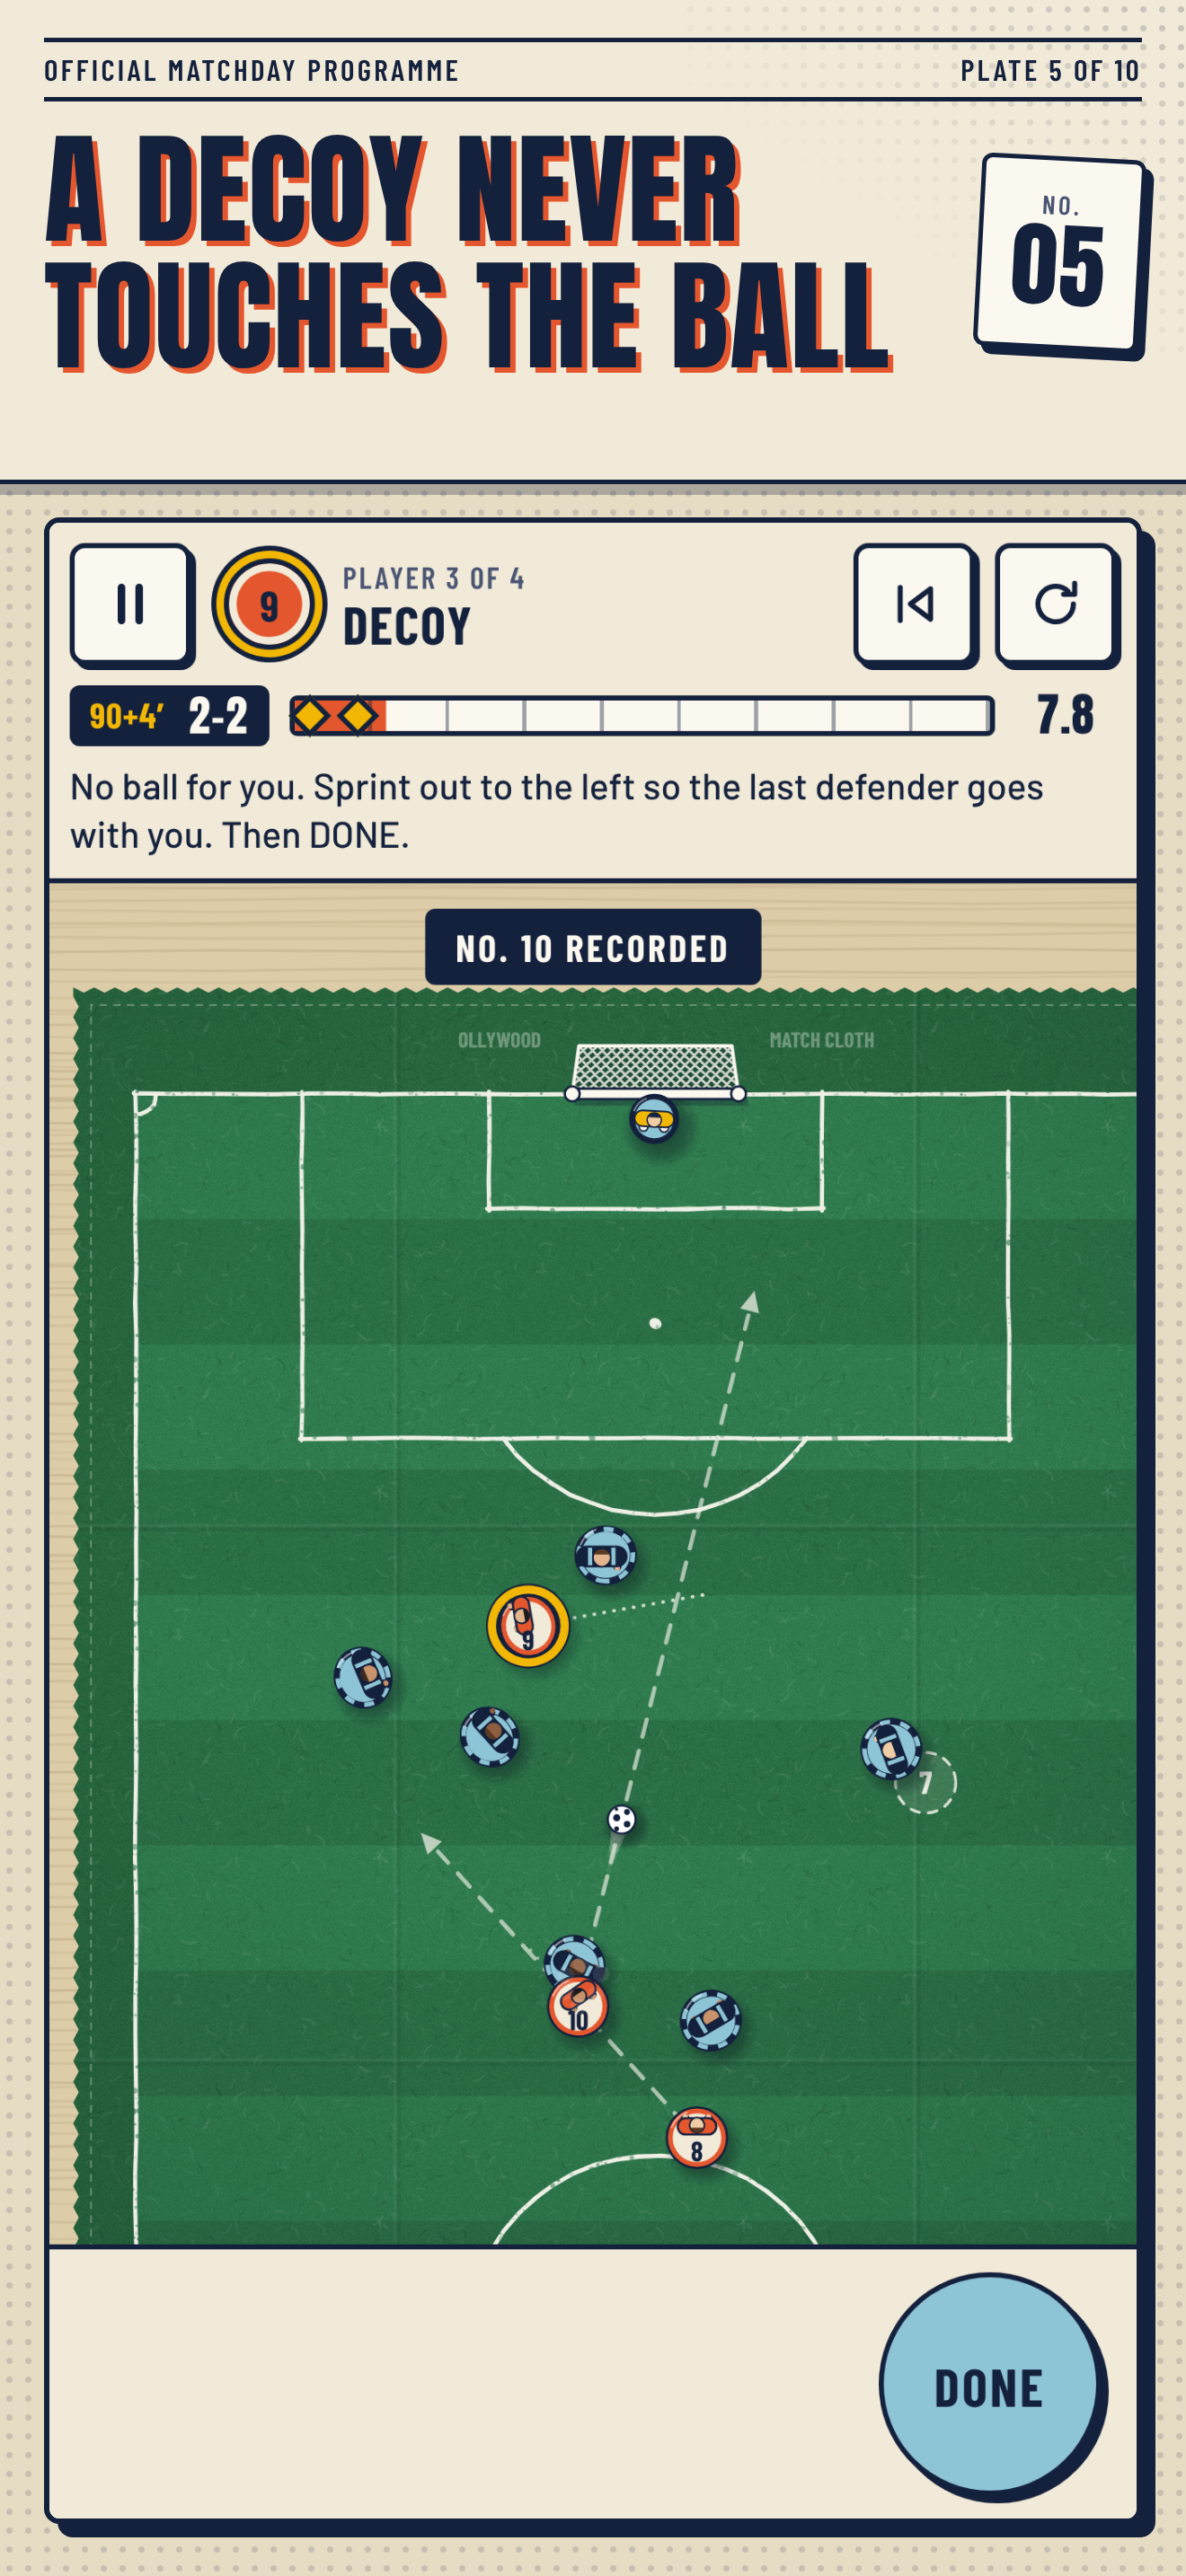 OFFICIAL MATCHDAY PROGRAMME
PLATE 5 OF 10
A DECOY NEVER
TOUCHES THE BALL
NO.
05
9
PLAYER 3 OF 4
DECOY
90+4′ 2-2
7.8
No ball for you. Sprint out to the left so the last defender goes
with you. Then DONE.
NO. 10 RECORDED
OLLYWOOD
MATCH CLOTH
9
7
10
8
DONE